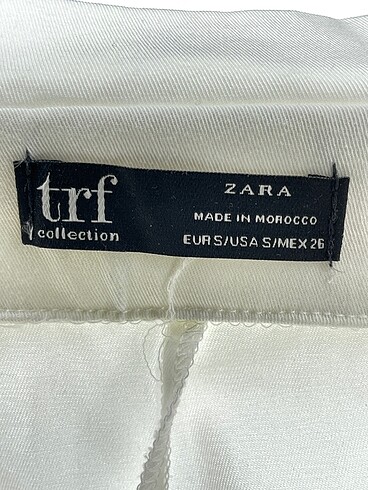 trf
collection
ZARA
MADE IN MOROCCO
EUR S/USA S/MEX 26